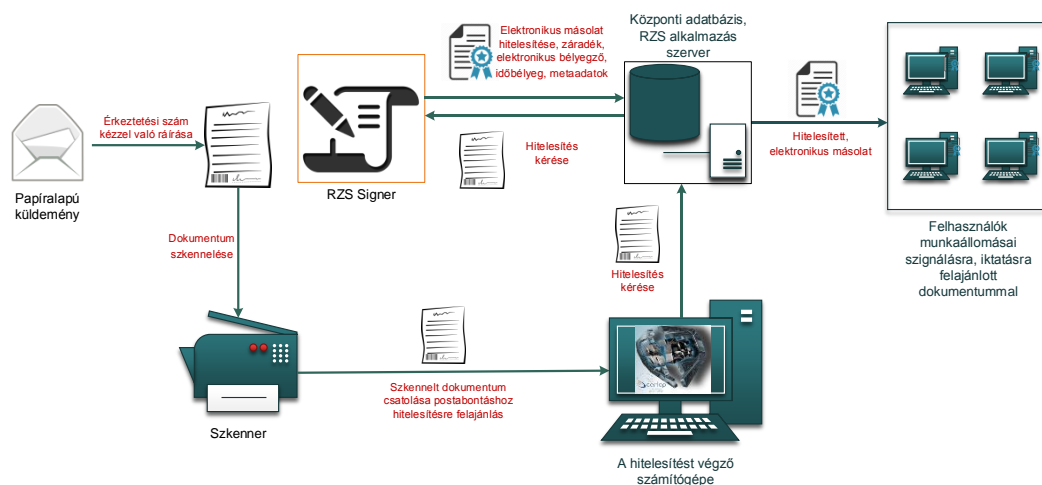 Elektronikus másolat
hitelesítése, záradék,
elektronikus bélyegző,
időbélyeg, metaadatok
Központi adatbázis,
RZS alkalmazás
szerver
Érkeztetési szám
kézzel való ráírása
Papíralapú
küldemény
RZS Signer
Hitelesítés
kérése
Hitelesített,
elektronikus másolat
Felhasználók
munkaállomásai
szignálásra, iktatásra
felajánlott
dokumentummal
Dokumentum
szkennelése
Hitelesítés
kérése
Szkennelt dokumentum
csatolása postabontáshoz
hitelesítésre felajánlás
Szkenner
A hitelesítést végző
számítógépe